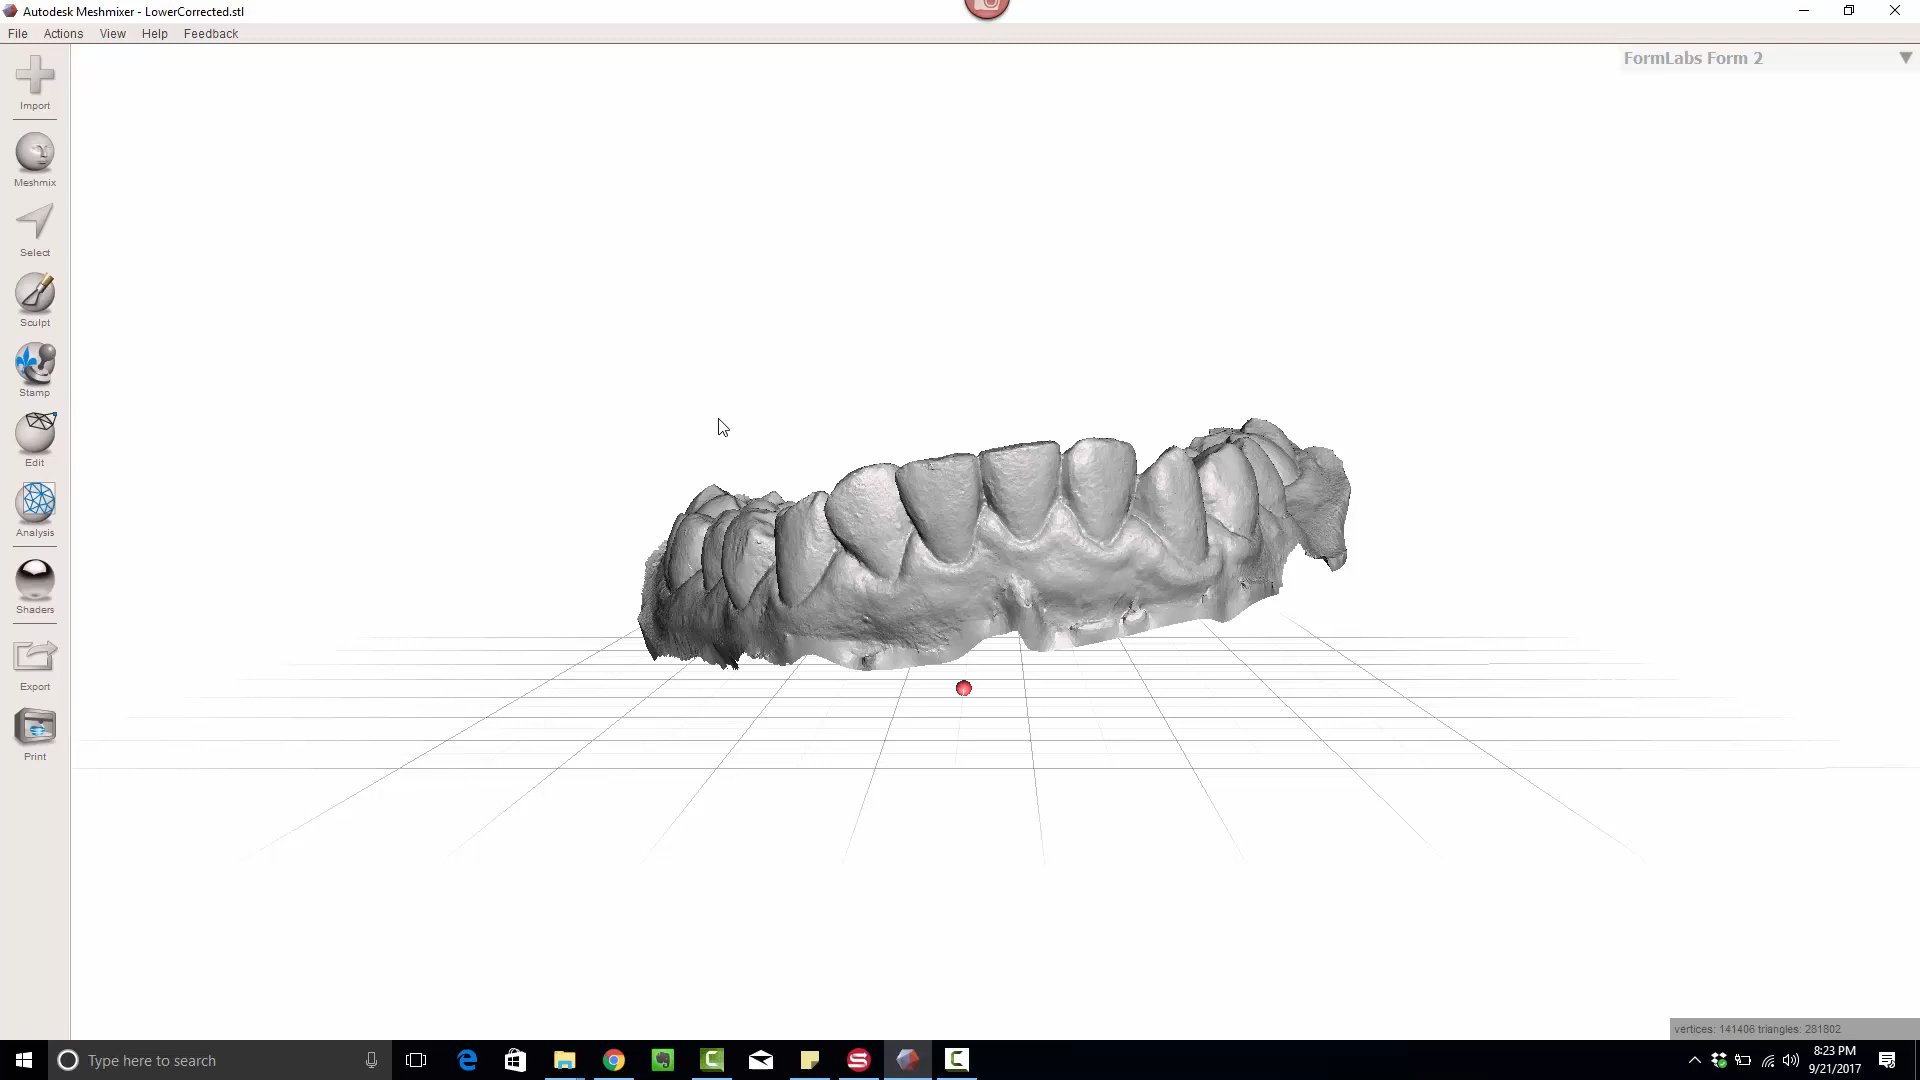 Autodesk Meshmixer - LowerCorrected.stl
File Actions View Help Feedback
FormLabs Form 2
Import
Meshmix
Select
Sculpt
Stamp
Edit
Analysis
Shaders
Export
Print
vertices: 141406 triangles: 281802
Type here to search
8:23 PM
9/21/2017